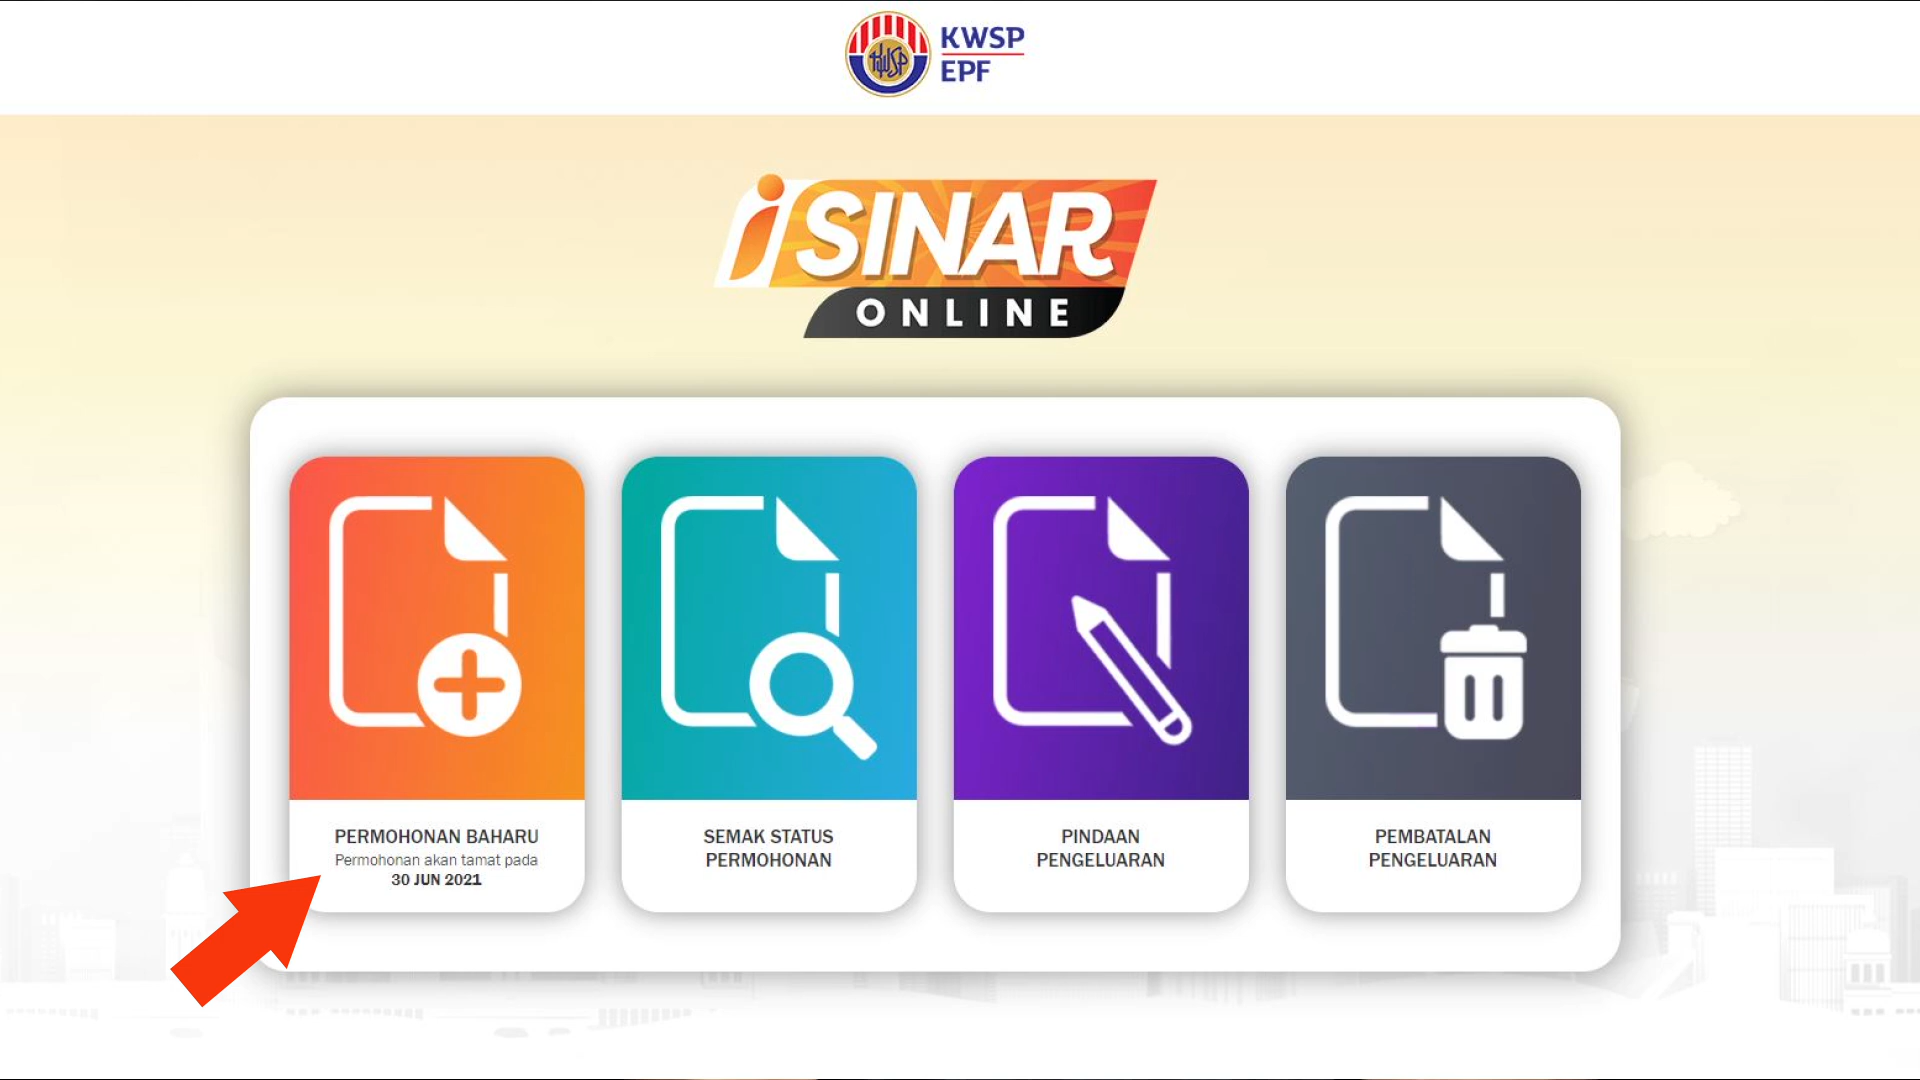 KWSP
EPF
iSINAR
ONLINE
PERMOHONAN BAHARU
Permohonan akan tamat pada
30 JUN 2021
SEMAK STATUS
PERMOHONAN
PINDAAN
PENGELUARAN
PEMBATALAN
PENGELUARAN